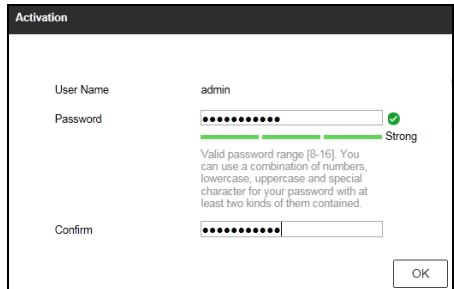 Activation
User Name admin
Password •••••••••••
Strong
Valid password range [8-16]. You
can use a combination of numbers,
lowercase, uppercase and special
character for your password with at
least two kinds of them contained.
Confirm •••••••••••
OK